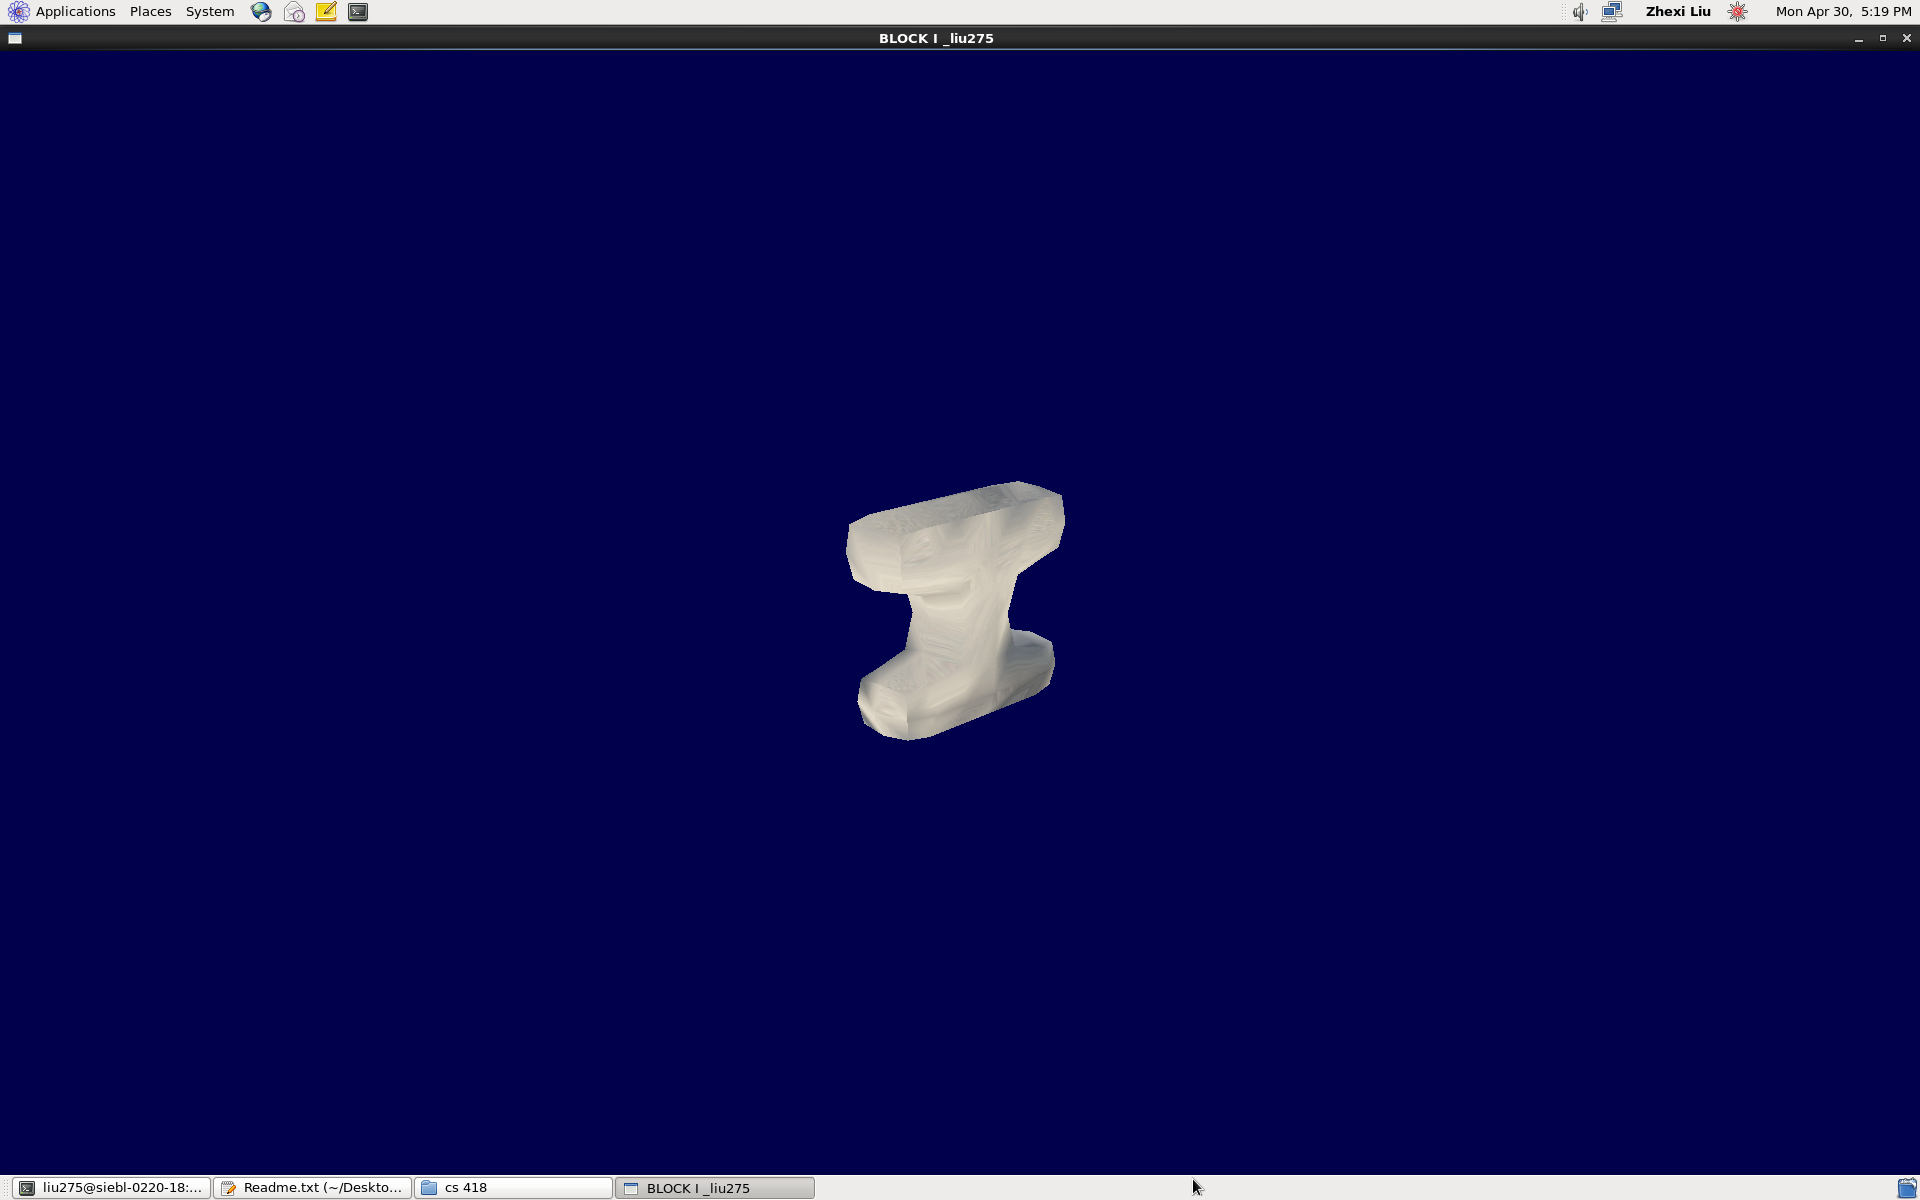 Applications Places System Zhexi Liu Mon Apr 30, 5:19 PM
BLOCK I _liu275
liu275@siebl-0220-18:... Readme.txt (~/Deskto... cs 418 BLOCK I _liu275